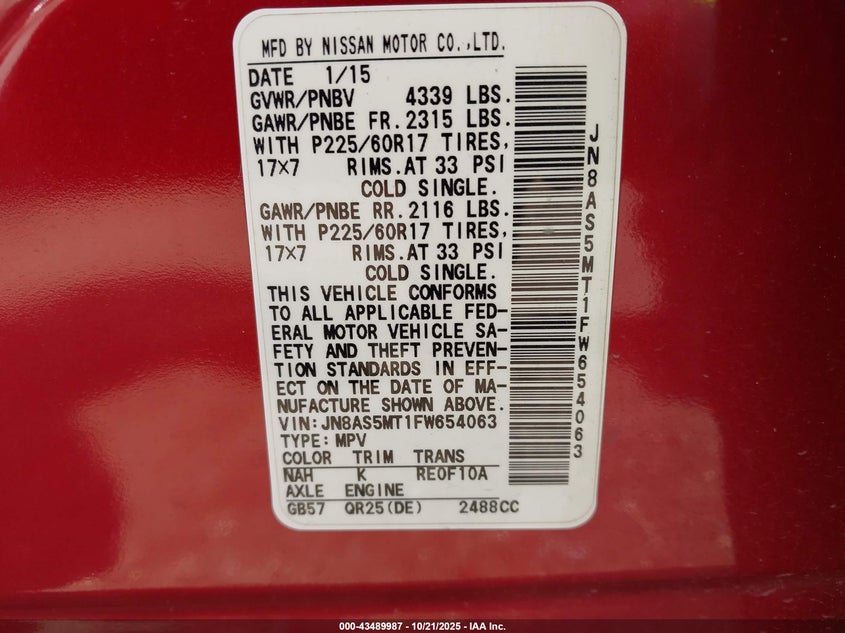 MFD BY NISSAN MOTOR CO.,LTD.
DATE 1/15
GVWR/PNBV 4339 LBS.
GAWR/PNBE FR. 2315 LBS.
WITH P225/60R17 TIRES,
17×7 RIMS. AT 33 PSI
COLD SINGLE.
GAWR/PNBE RR. 2116 LBS.
WITH P225/60R17 TIRES,
17×7 RIMS. AT 33 PSI
COLD SINGLE.
THIS VEHICLE CONFORMS
TO ALL APPLICABLE FED-
ERAL MOTOR VEHICLE SA-
FETY AND THEFT PREVEN-
TION STANDARDS IN EFF-
ECT ON THE DATE OF MA-
NUFACTURE SHOWN ABOVE.
VIN: JN8AS5MT1FW654063
TYPE: MPV
COLOR TRIM TRANS
NAH K RE0F10A
AXLE ENGINE
GB57 QR25(DE) 2488CC
JN8AS5MT1FW654063
000-43489987 - 10/21/2025 - IAA Inc.